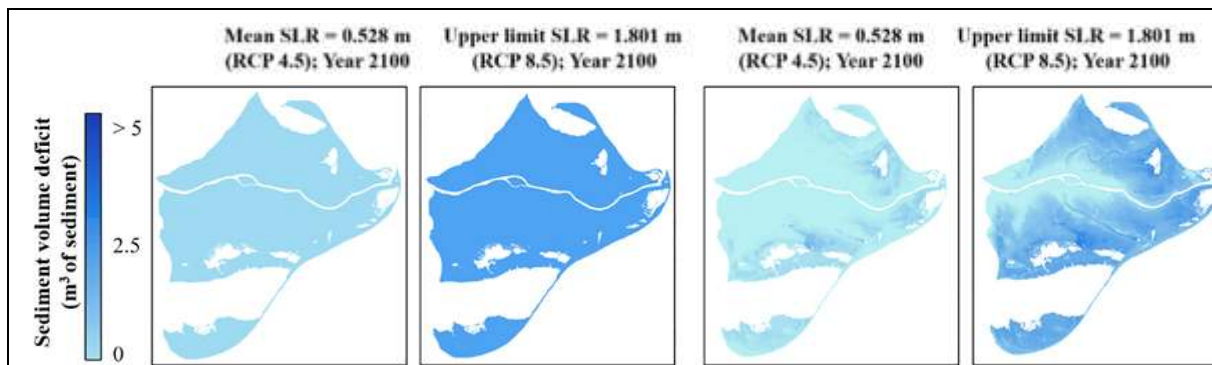 Mean SLR = 0.528 m
(RCP 4.5); Year 2100
Upper limit SLR = 1.801 m
(RCP 8.5); Year 2100
Mean SLR = 0.528 m
(RCP 4.5); Year 2100
Upper limit SLR = 1.801 m
(RCP 8.5); Year 2100
Sediment volume deficit
(m³ of sediment)
> 5
2.5
0